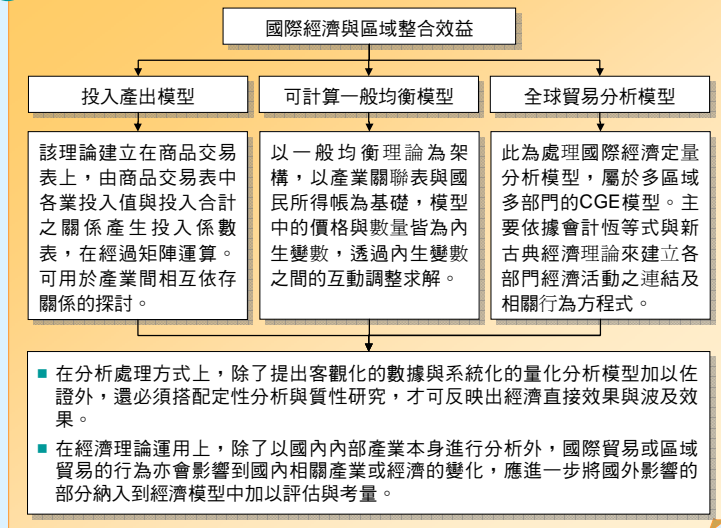 國際經濟與區域整合效益
投入產出模型
可計算一般均衡模型
全球貿易分析模型
該理論建立在商品交易
表上，由商品交易表中
各業投入值與投入合計
之關係產生投入係數
表，在經過矩陣運算。
可用於產業間相互依存
關係的探討。
以一般均衡理論為架
構，以產業關聯表與國
民所得帳為基礎，模型
中的價格與數量皆為內
生變數，透過內生變數
之間的互動調整求解。
此為處理國際經濟定量
分析模型，屬於多區域
多部門的CGE模型。主
要依據會計恆等式與新
古典經濟理論來建立各
部門經濟活動之連結及
相關行為方程式。
在分析處理方式上，除了提出客觀化的數據與系統化的量化分析模型加以佐
證外，還必須搭配定性分析與質性研究，才可反映出經濟直接效果與波及效
果。
在經濟理論運用上，除了以國內內部產業本身進行分析外，國際貿易或區域
貿易的行為亦會影響到國內相關產業或經濟的變化，應進一步將國外影響的
部分納入到經濟模型中加以評估與考量。